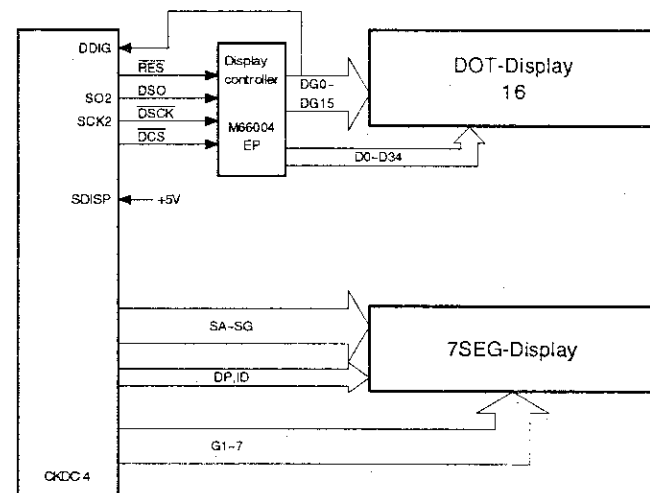 DDIG
RES
SO2 DSO
SCK2 DSCK
DCS
Display
controller
M66004
EP
DG0~
DG15
D0~D34
DOT-Display
16
SDISP +5V
SA~SG
DP,ID
7SEG-Display
G1~7
CKDC 4